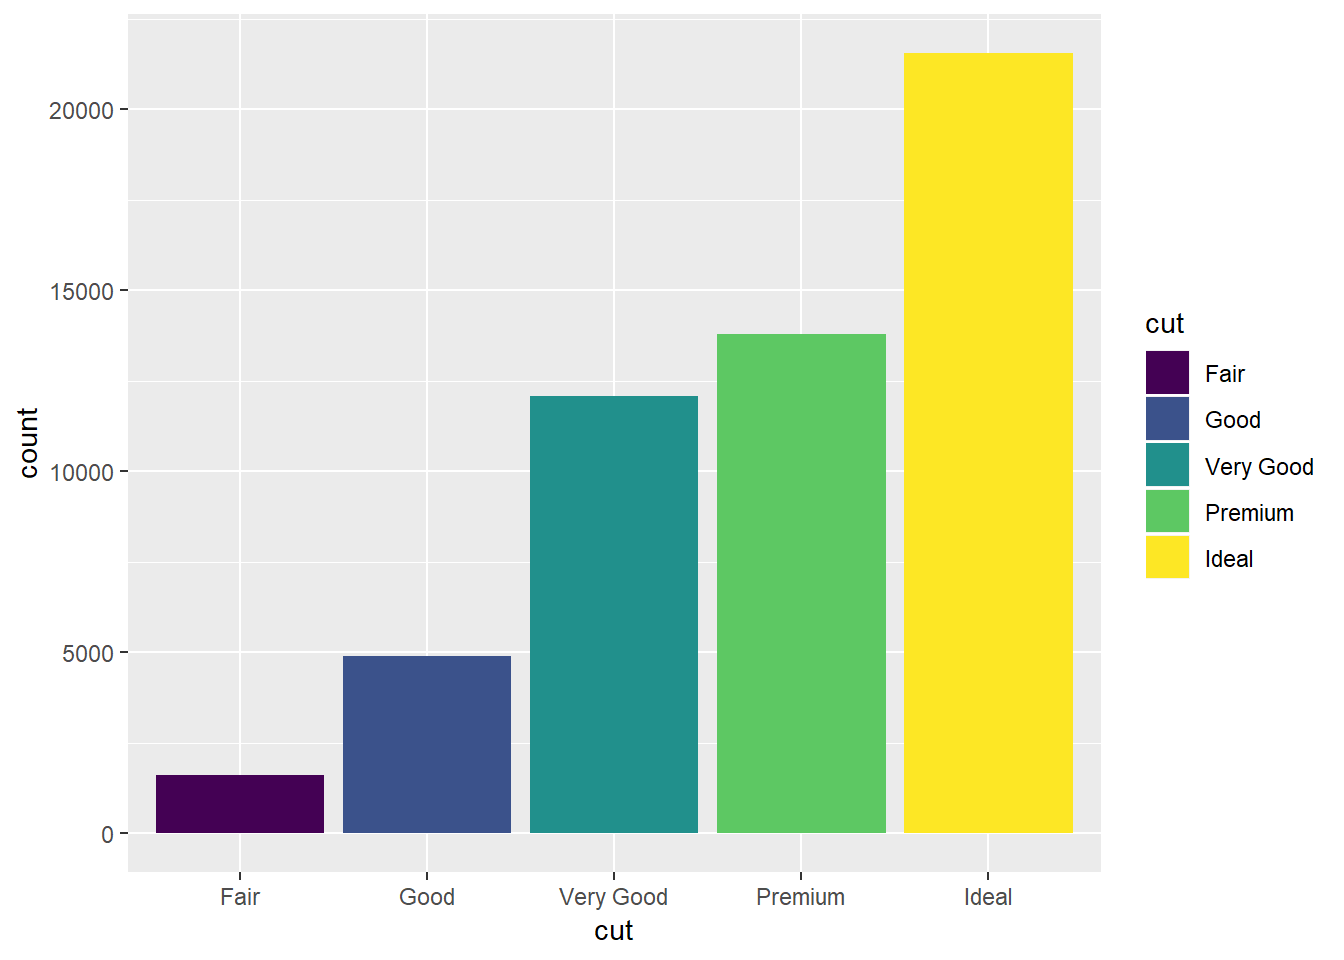 count
20000
15000
10000
5000
0
Fair
Good
Very Good
Premium
Ideal
cut
cut
Fair
Good
Very Good
Premium
Ideal